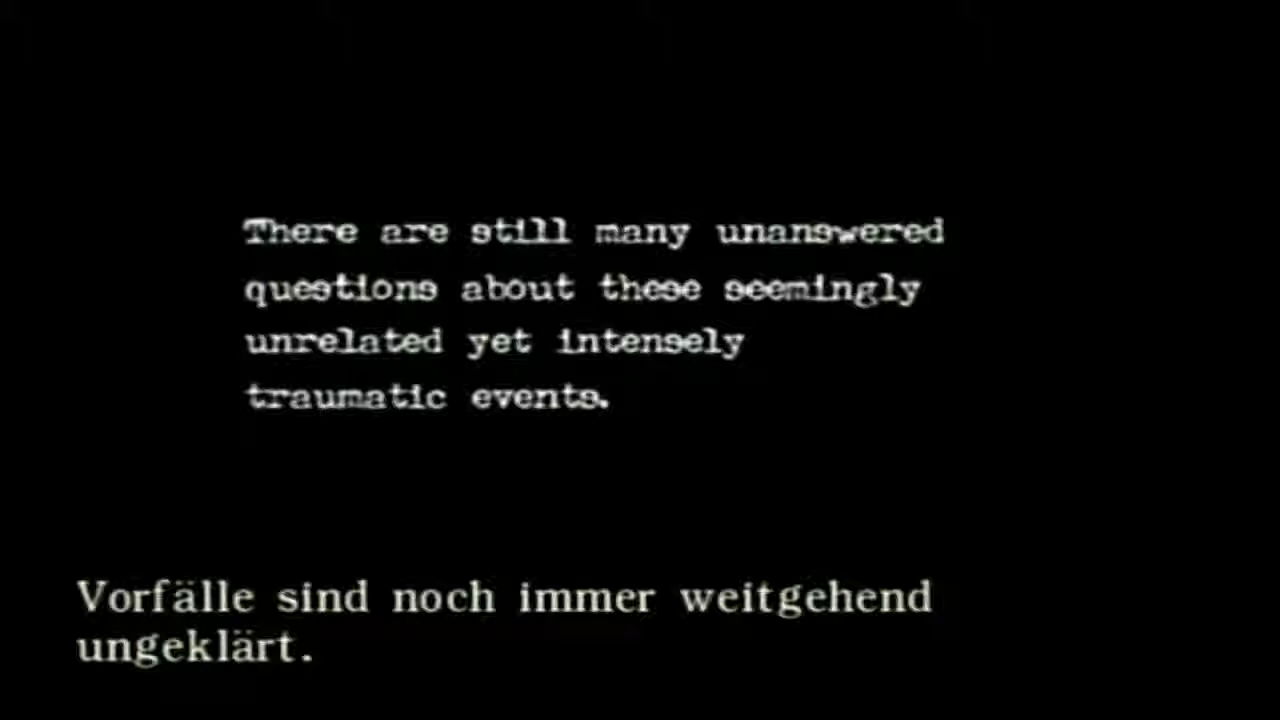 There are still many unanswered
questions about these seemingly
unrelated yet intensely
traumatic events.
Vorfälle sind noch immer weitgehend
ungeklärt.